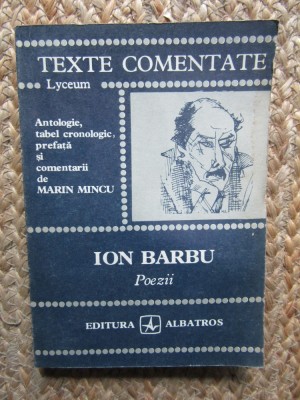 TEXTE COMENTATE
Lyceum
Antologie,
tabel cronologic,
prefață
și
comentarii
de
MARIN MINCU
ION BARBU
Poezii
EDITURA ALBATROS